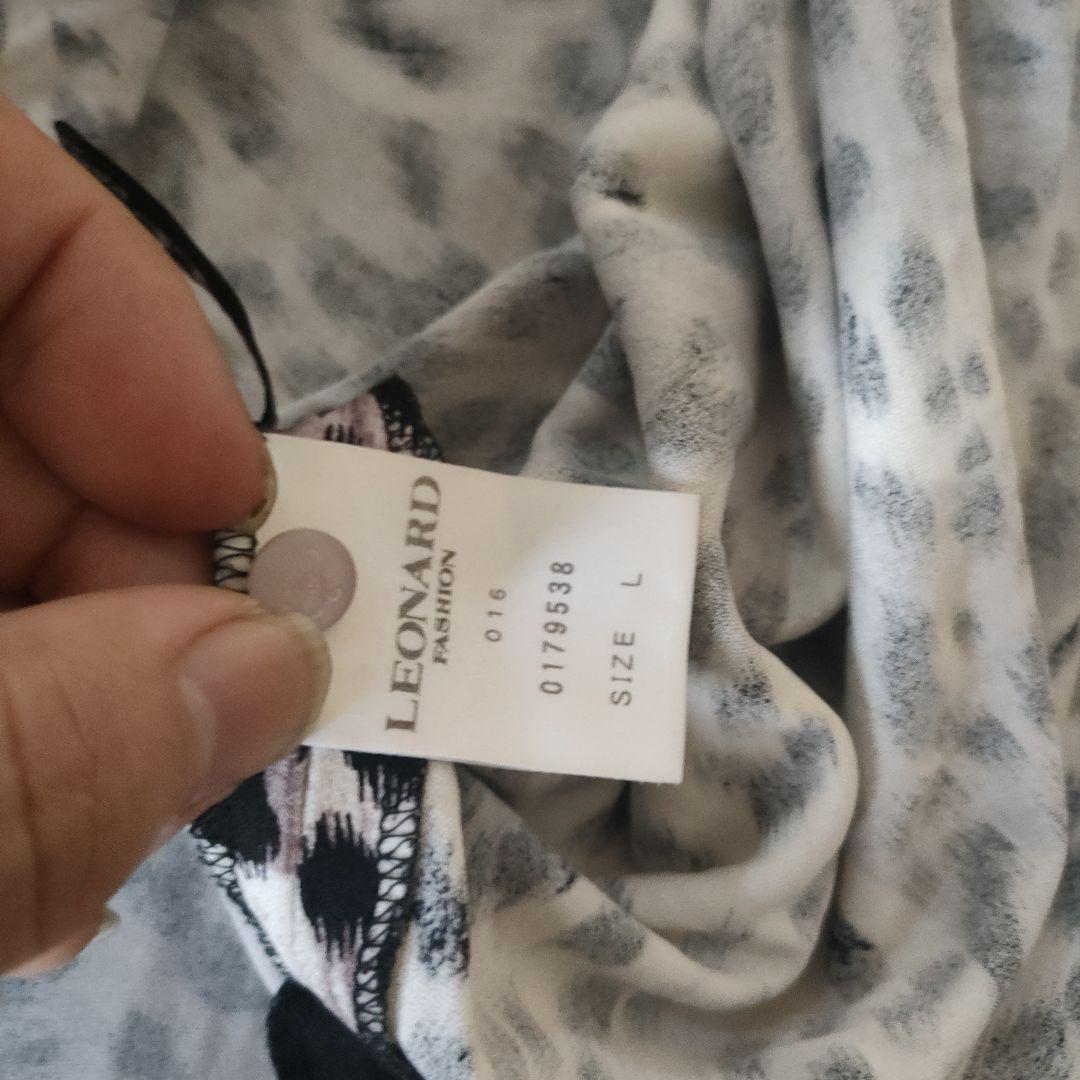 LEONARD
FASHION
016
0179538
SIZE L